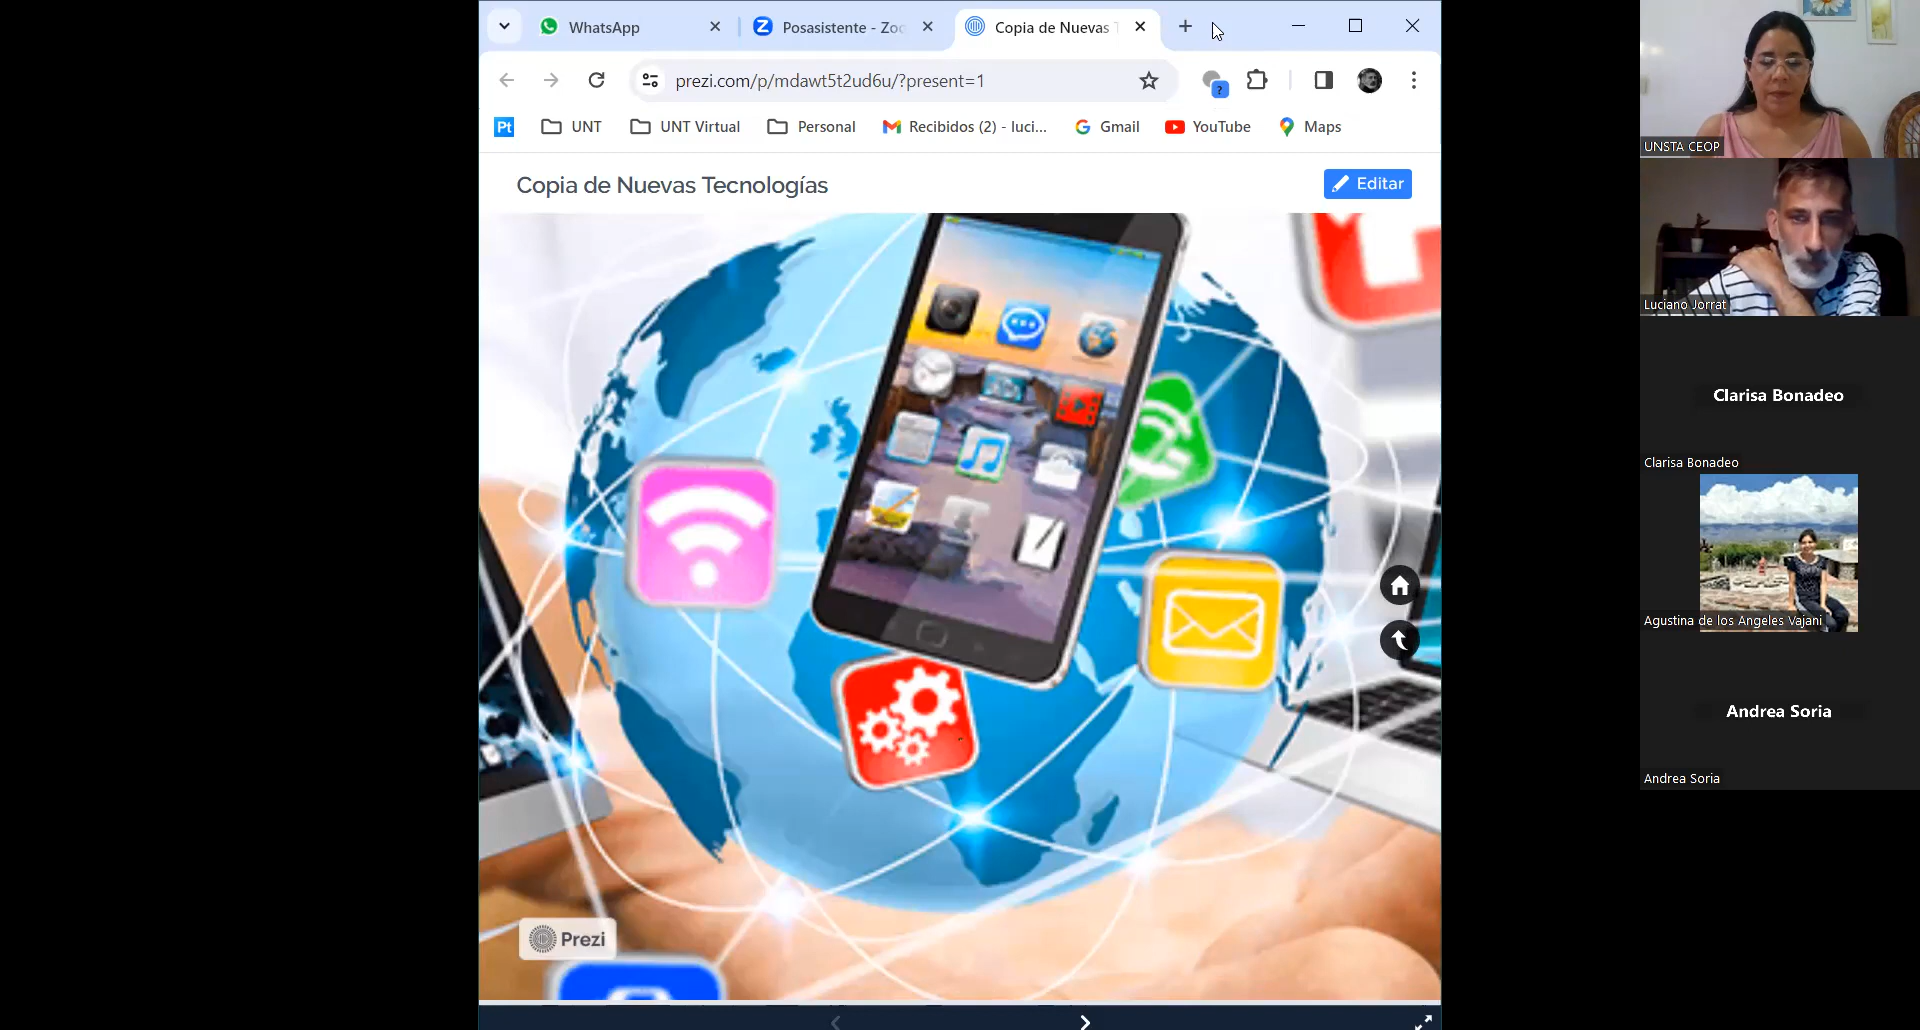 WhatsApp
Posasistente - Zoo
Copia de Nuevas T
prezi.com/p/mdawt5t2ud6u/?present=1
?
Pt
UNT
UNT Virtual
Personal
Recibidos (2) - luci...
Gmail
YouTube
Maps
Copia de Nuevas Tecnologías
Editar
Prezi
UNSTA CEOP
Luciano Jorrat
Clarisa Bonadeo
Clarisa Bonadeo
Agustina de los Angeles Vajani
Andrea Soria
Andrea Soria